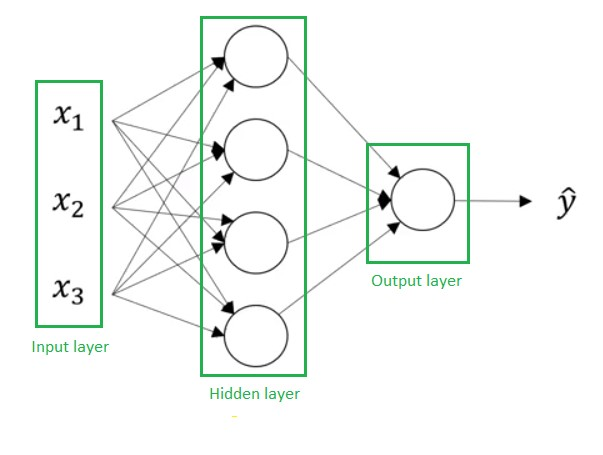 x₁
x₂
x₃
ŷ
Input layer
Hidden layer
Output layer